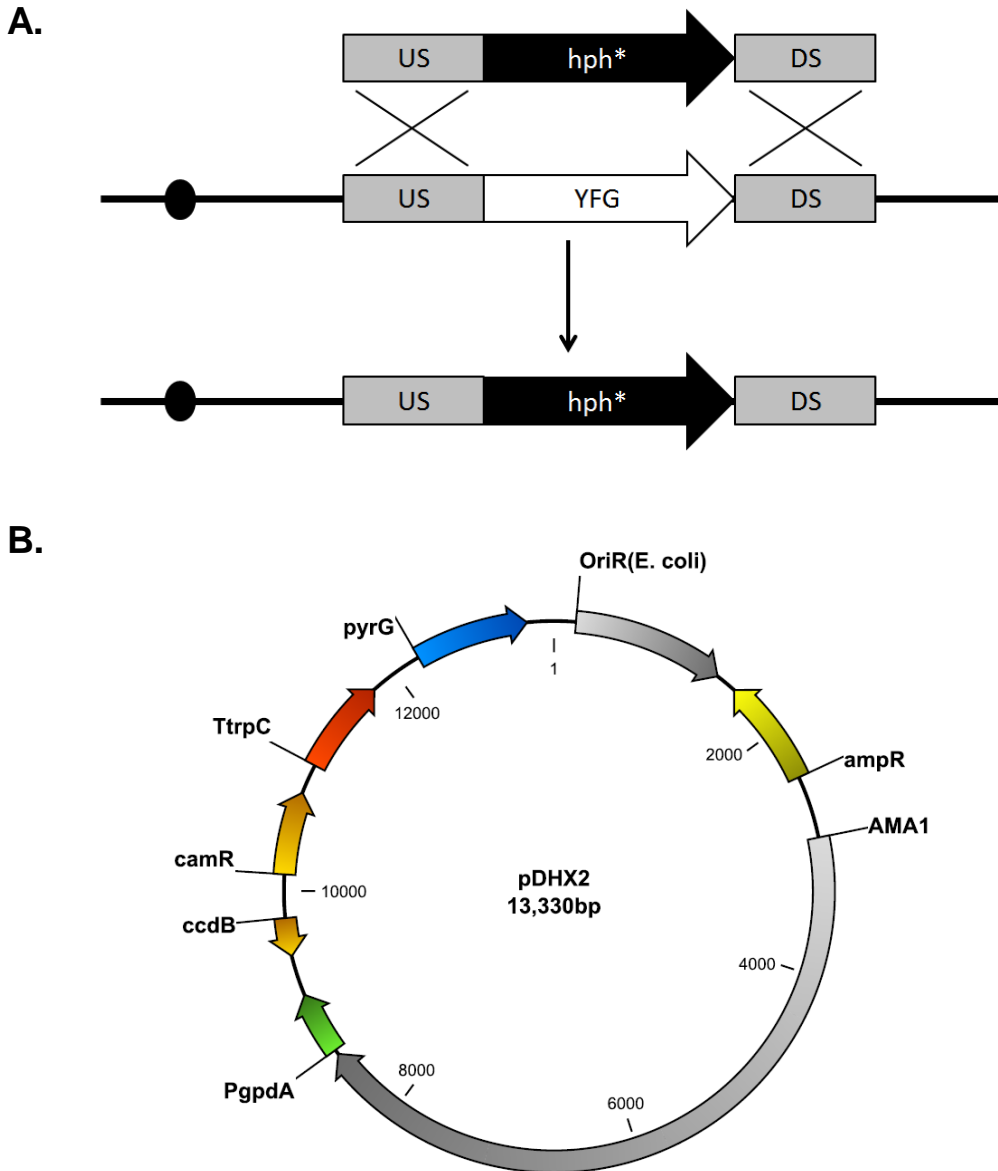 A.
US hph* DS
US YFG DS
US hph* DS
B.
OriR(E. coli)
pyrG
1
12000
TtrpC
2000
ampR
AMA1
camR
10000
pDHX2
13,330bp
ccdB
4000
PgpdA
8000
6000